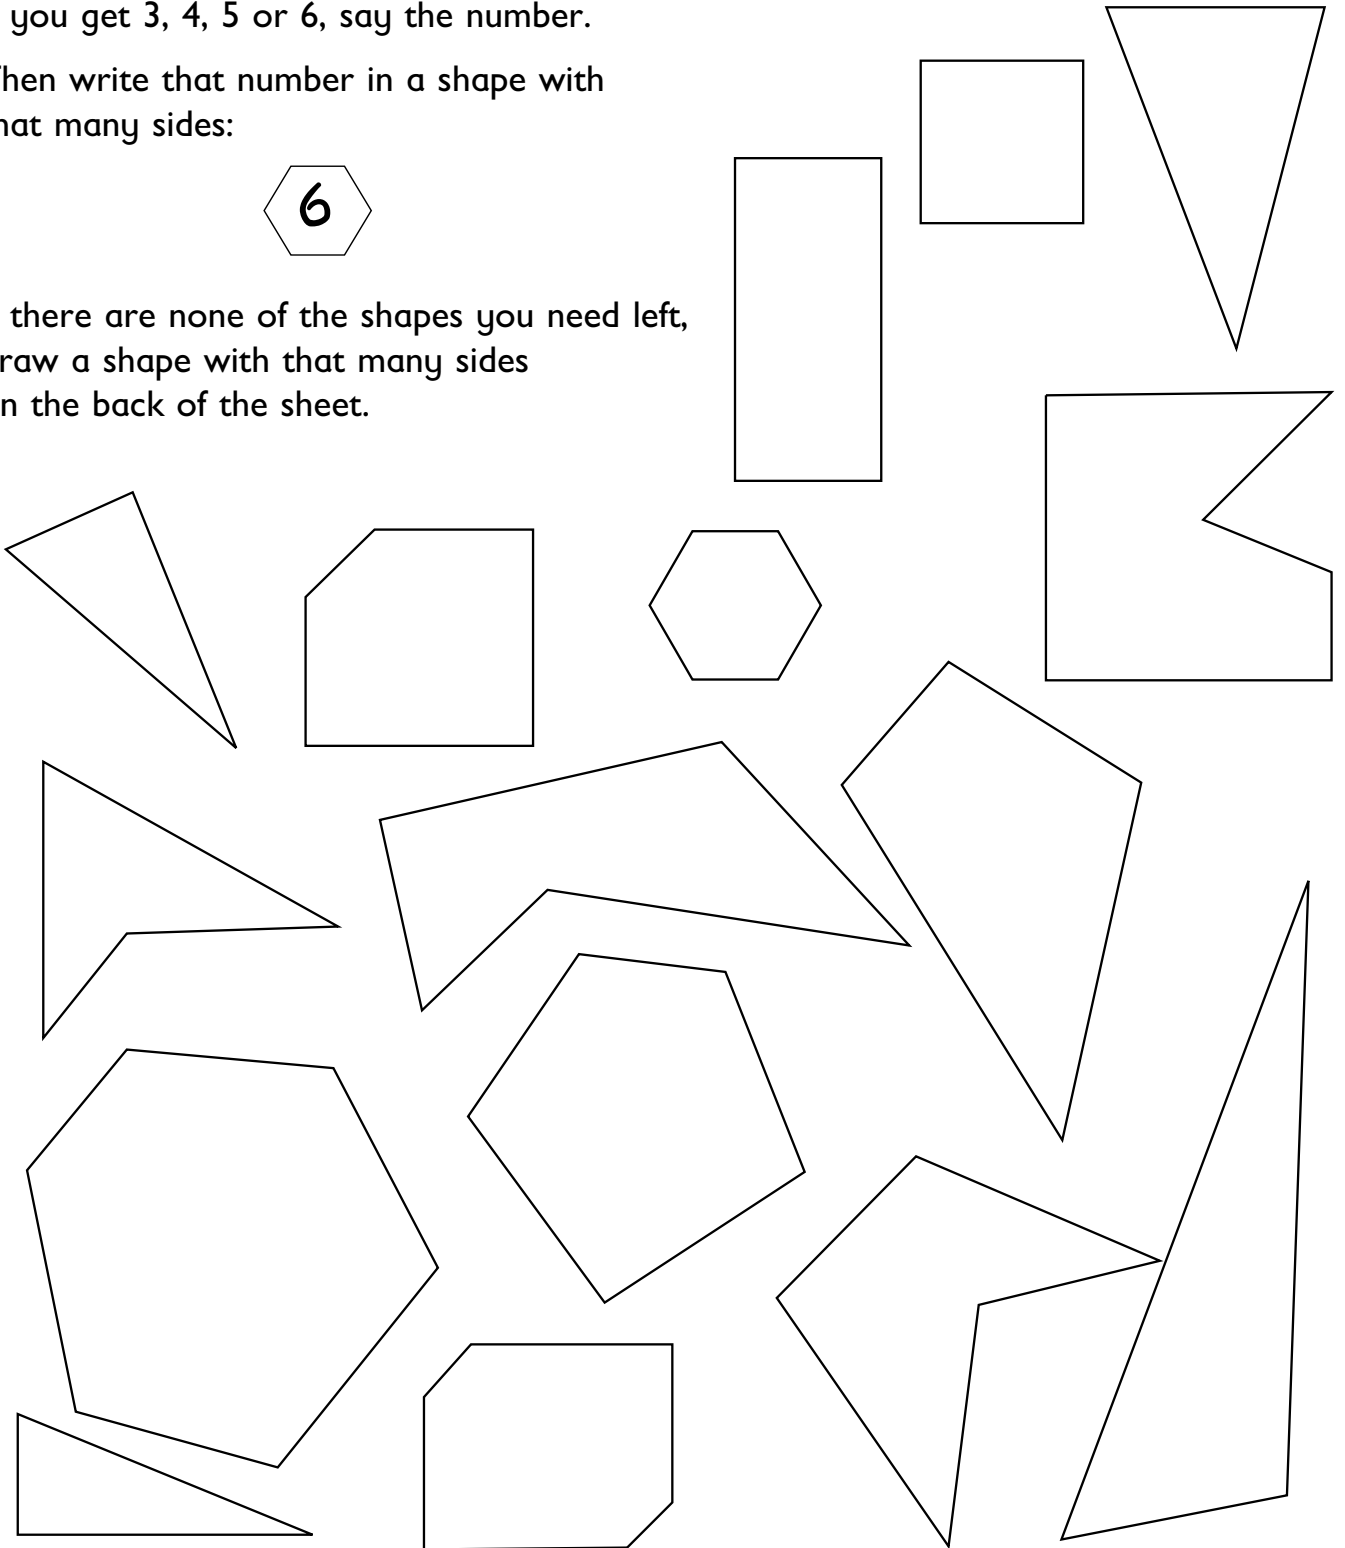 you get 3, 4, 5 or 6, say the number.
hen write that number in a shape with
hat many sides:
6
there are none of the shapes you need left,
raw a shape with that many sides
n the back of the sheet.